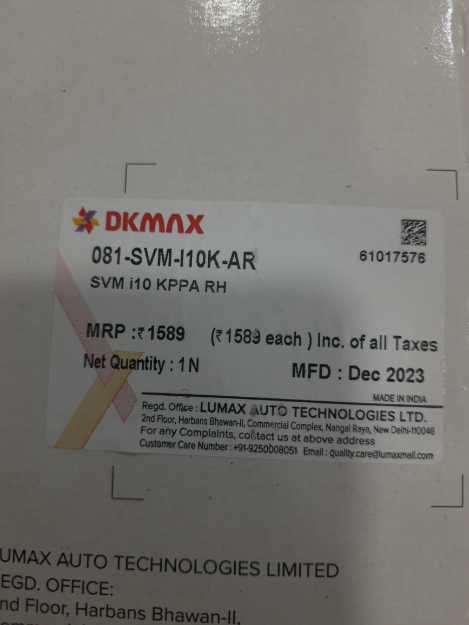 DKMAX
081-SVM-I10K-AR
61017576
SVM i10 KPPA RH
MRP :₹1589 (₹1589 each ) Inc. of all Taxes
Net Quantity : 1 N
MFD : Dec 2023
MADE IN INDIA
Regd. Office : LUMAX AUTO TECHNOLOGIES LTD.
2nd Floor, Harbans Bhawan-II, Commercial Complex, Nangal Raya, New Delhi-110046
For any Complaints, contact us at above address
Customer Care Number : +91-9250008051 Email : quality.care@lumaxmail.com
UMAX AUTO TECHNOLOGIES LIMITED
EGD. OFFICE:
nd Floor, Harbans Bhawan-II,